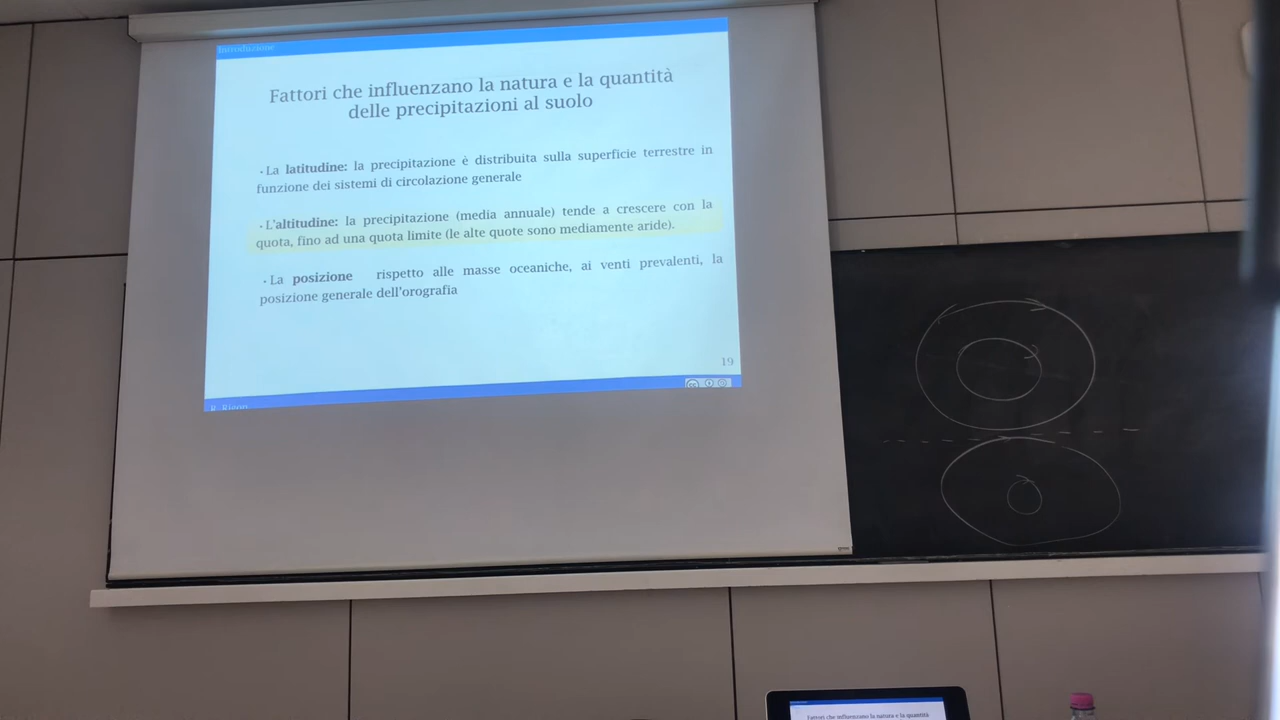 Introduzione
Fattori che influenzano la natura e la quantità
delle precipitazioni al suolo
· La latitudine: la precipitazione è distribuita sulla superficie terrestre in
funzione dei sistemi di circolazione generale
· L'altitudine: la precipitazione (media annuale) tende a crescere con la
quota, fino ad una quota limite (le alte quote sono mediamente aride).
· La posizione rispetto alle masse oceaniche, ai venti prevalenti, la
posizione generale dell'orografia
19
R. Rigon
Fattori che influenzano la natura e la quantità